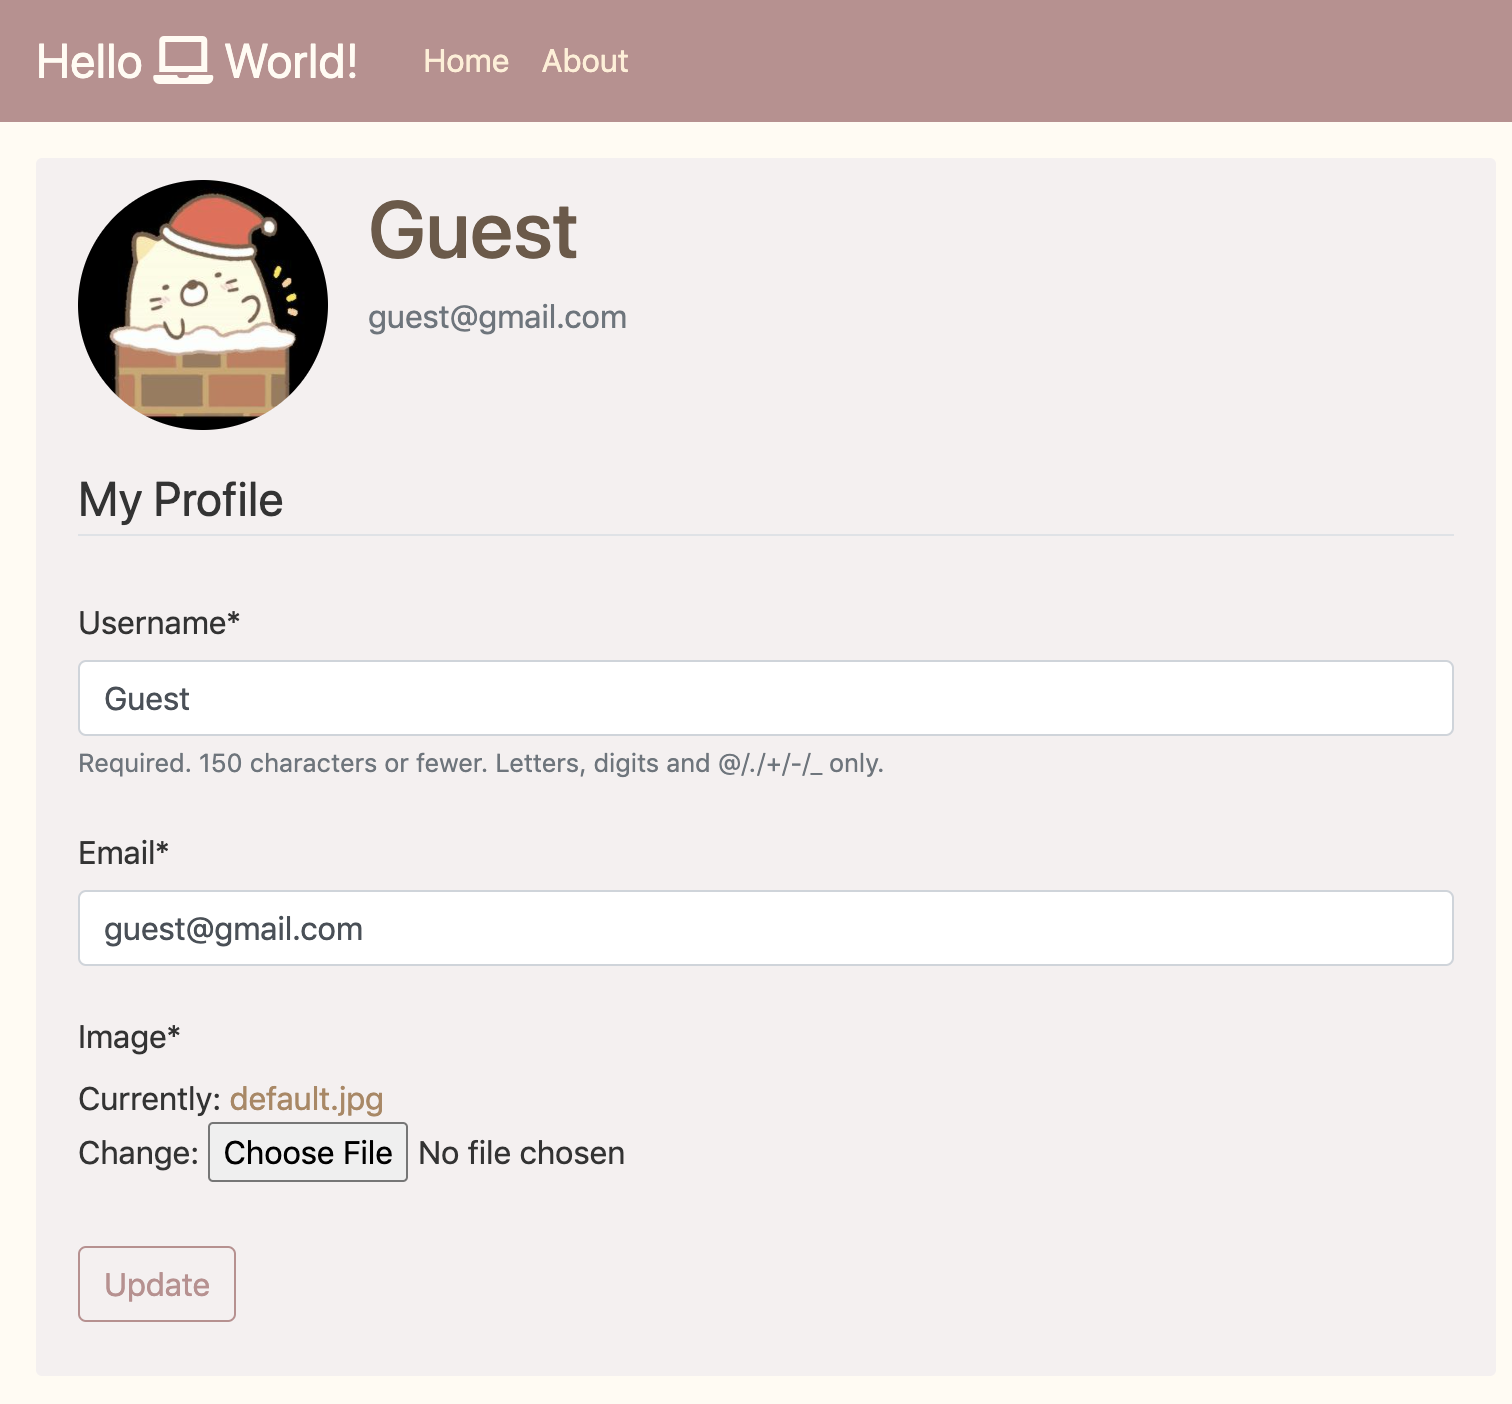 Hello World! Home About
Guest
guest@gmail.com
My Profile
Username*
Guest
Required. 150 characters or fewer. Letters, digits and @/./+/-/_ only.
Email*
guest@gmail.com
Image*
Currently: default.jpg
Change: Choose File No file chosen
Update